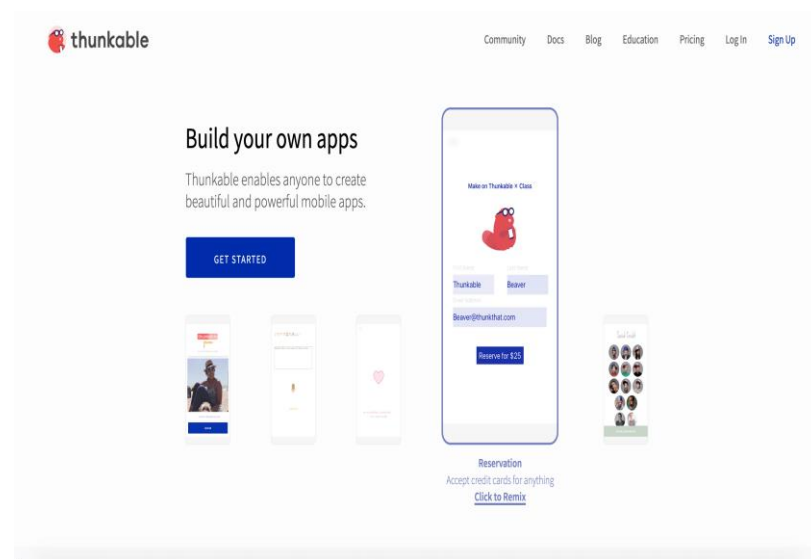 thunkable
Community Docs Blog Education Pricing Log In Sign Up
Build your own apps
Thunkable enables anyone to create
beautiful and powerful mobile apps.
GET STARTED
Make on Thunkable X Class
Thunkable Beaver
Beaver@thunkthat.com
Reserve for $25
Reservation
Accept credit cards for anything
Click to Remix